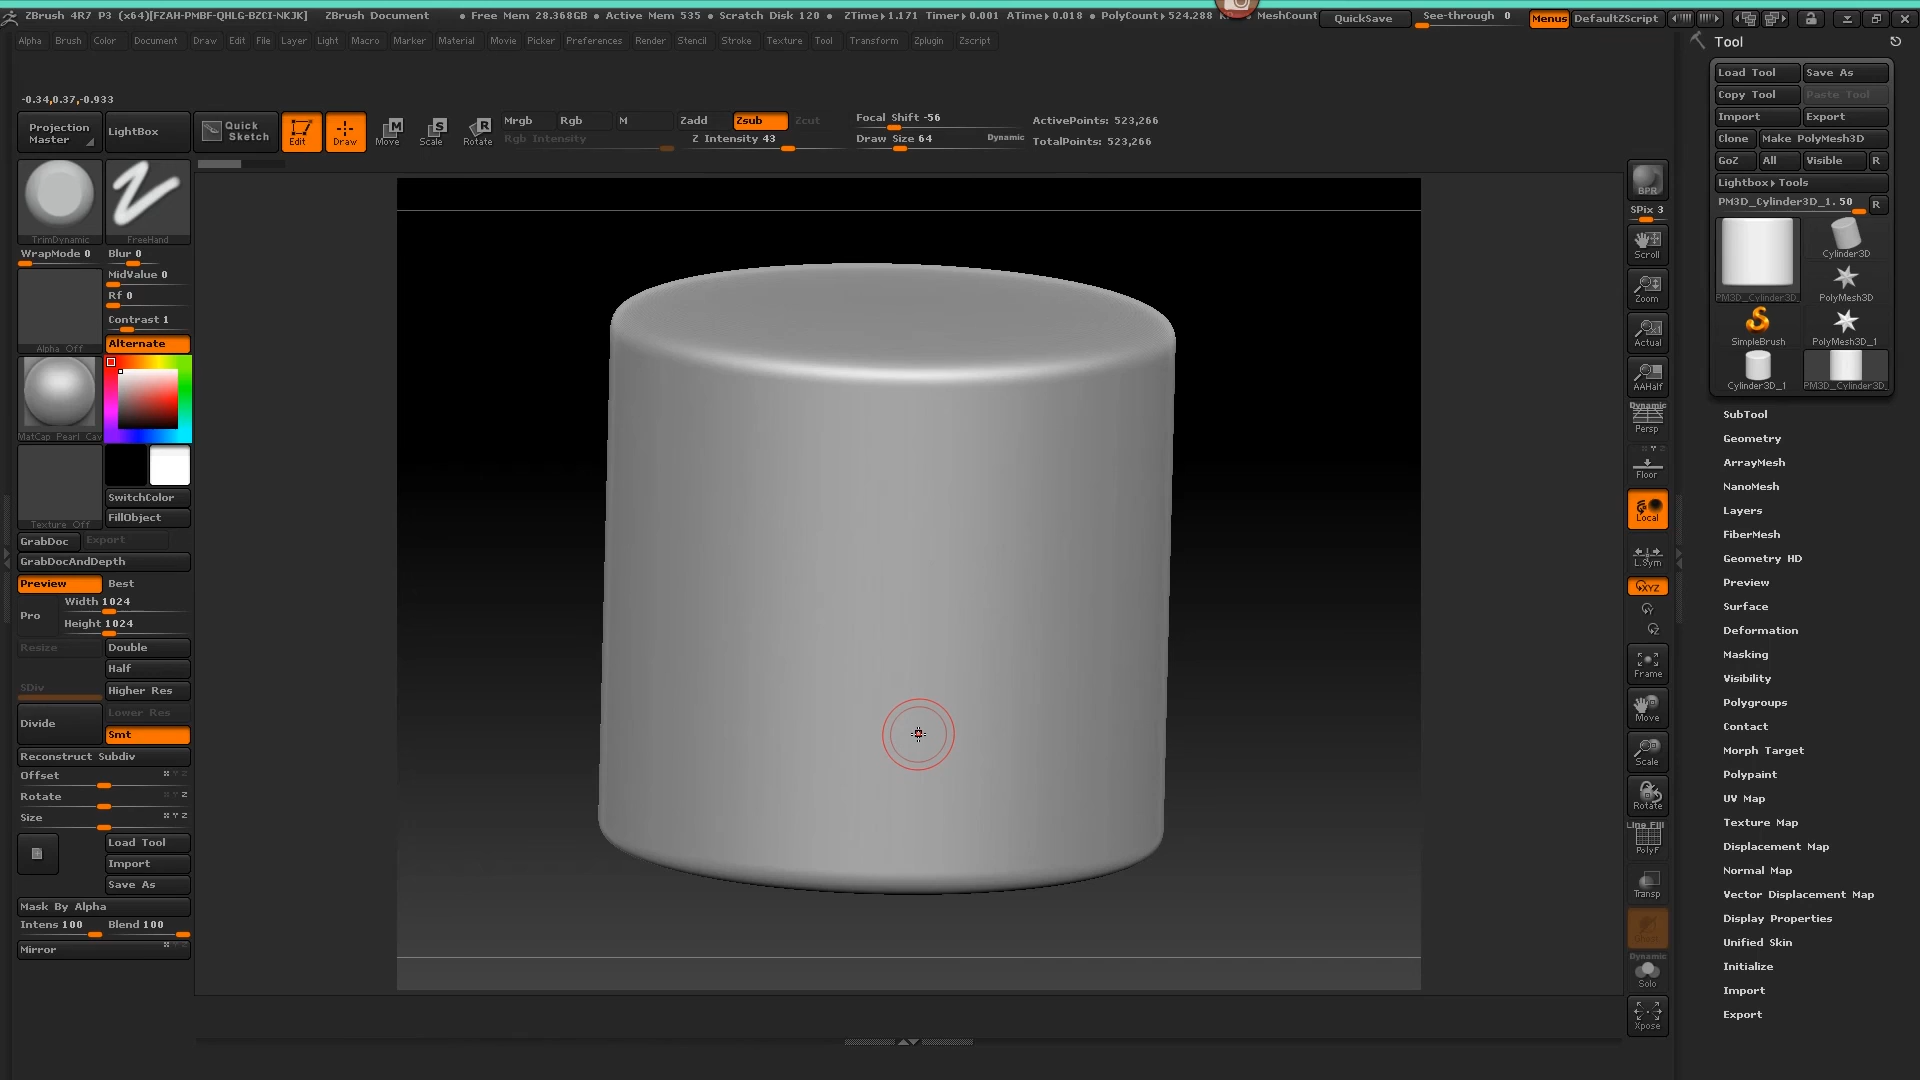 ZBrush 4R7 P3 (x64)[FZAH-PMBF-QHLG-BZCI-NKJK] ZBrush Document • Free Mem 28.368GB • Active Mem 535 • Scratch Disk 120 • ZTime▸1.171 Timer▸0.001 ATime▸0.018 • PolyCount▸524.288 • MeshCount QuickSave See-through 0 Menus DefaultZScript
Alpha Brush Color Document Draw Edit File Layer Light Macro Marker Material Movie Picker Preferences Render Stencil Stroke Texture Tool Transform Zplugin Zscript
-0.34,0.37,-0.933
Projection Master
LightBox
Quick Sketch
Edit
Draw
Move
Scale
Rotate
Mrgb Rgb M
Rgb Intensity
Zadd Zsub Zcut
Z Intensity 43
Focal Shift -56
Draw Size 64 Dynamic
ActivePoints: 523,266
TotalPoints: 523,266
TrimDynamic
FreeHand
WrapMode 0 Blur 0
MidValue 0
Rf 0
Contrast 1
Alpha Off
Alternate
MatCap Pearl Cav
Texture Off
SwitchColor
FillObject
GrabDoc Export
GrabDocAndDepth
Preview Best
Pro
Width 1024
Height 1024
Resize Double
Half
SDiv Higher Res
Lower Res
Divide
Smt
Reconstruct Subdiv
Offset X Y Z
Rotate X Y Z
Size X Y Z
Load Tool
Import
Save As
Mask By Alpha
Intens 100 Blend 100
Mirror X Y Z
BPR
SPix 3
Scroll
Zoom
Actual
AAHalf
Dynamic
Persp
X Y Z
Floor
Local
L.Sym
XYZ
Y
Z
Frame
Move
Scale
Rotate
Line Fill
PolyF
Transp
Ghost
Dynamic
Solo
Xpose
Tool
Load Tool Save As
Copy Tool Paste Tool
Import Export
Clone Make PolyMesh3D
GoZ All Visible R
Lightbox▸Tools
PM3D_Cylinder3D_1. 50 R
PM3D_Cylinder3D_
Cylinder3D
PolyMesh3D
SimpleBrush
PolyMesh3D_1
Cylinder3D_1
PM3D_Cylinder3D_
SubTool
Geometry
ArrayMesh
NanoMesh
Layers
FiberMesh
Geometry HD
Preview
Surface
Deformation
Masking
Visibility
Polygroups
Contact
Morph Target
Polypaint
UV Map
Texture Map
Displacement Map
Normal Map
Vector Displacement Map
Display Properties
Unified Skin
Initialize
Import
Export